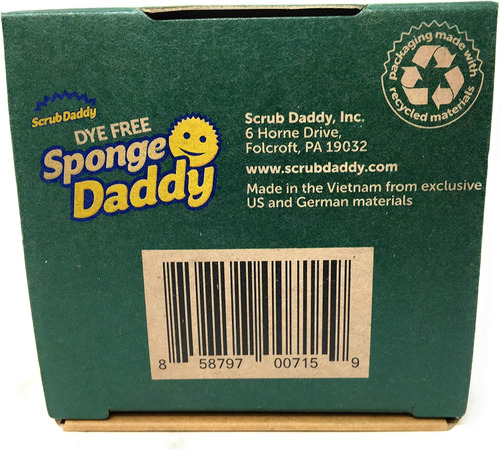 Scrub Daddy
DYE FREE
Sponge
Daddy
Scrub Daddy, Inc.
6 Horne Drive,
Folcroft, PA 19032
www.scrubdaddy.com
Made in the Vietnam from exclusive
US and German materials
packaging made with
recycled materials
8 58797 00715 9